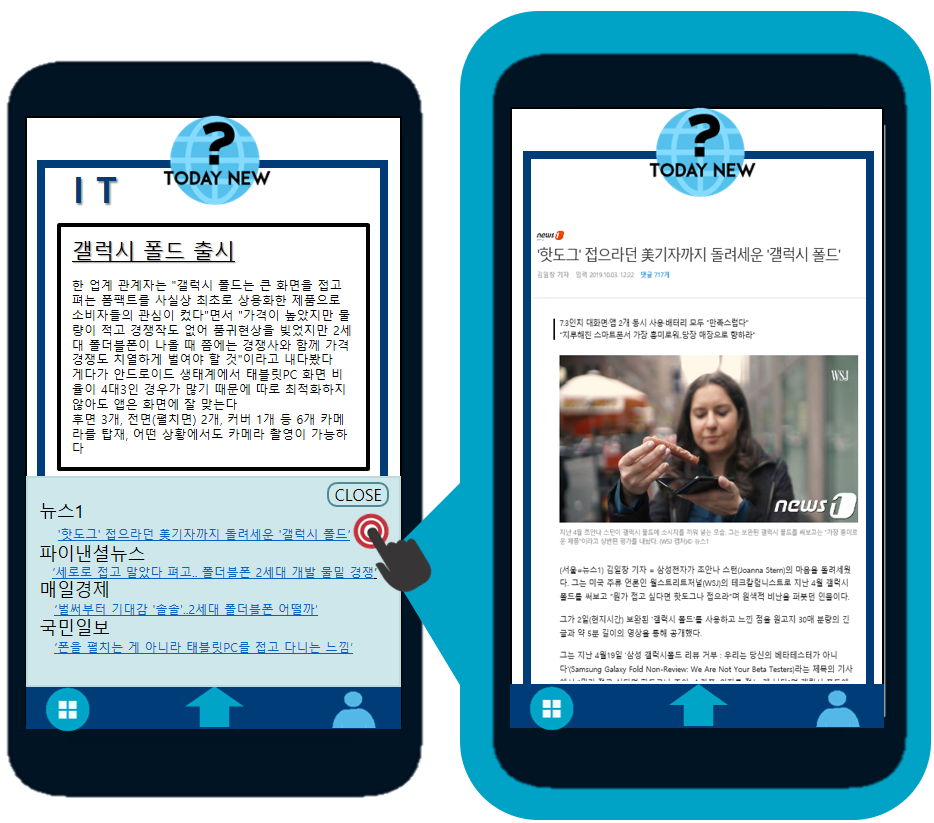 ?
TODAY NEW
I T
갤럭시 폴드 출시
한 업계 관계자는 "갤럭시 폴드는 큰 화면을 접고
펴는 폼팩트를 사실상 최초로 상용화한 제품으로
소비자들의 관심이 컸다"면서 "가격이 높았지만 물
량이 적고 경쟁작도 없어 품귀현상을 빚었지만 2세
대 폴더블폰이 나올 때 쯤에는 경쟁사와 함께 가격
경쟁도 치열하게 벌여야 할 것"이라고 내다봤다
게다가 안드로이드 생태계에서 태블릿PC 화면 비
율이 4대3인 경우가 많기 때문에 따로 최적화하지
않아도 앱은 화면에 잘 맞는다
후면 3개, 전면(펼치면) 2개, 커버 1개 등 6개 카메
라를 탑재, 어떤 상황에서도 카메라 촬영이 가능하
다
CLOSE
뉴스1
'핫도그' 접으라던 美기자까지 돌려세운 '갤럭시 폴드'
파이낸셜뉴스
'세로로 접고 말았다 펴고.. 폴더블폰 2세대 개발 물밑 경쟁'
매일경제
'벌써부터 기대감 '솔솔'..2세대 폴더블폰 어떨까'
국민일보
'폰을 펼치는 게 아니라 태블릿PC를 접고 다니는 느낌'
?
TODAY NEW
news1
'핫도그' 접으라던 美기자까지 돌려세운 '갤럭시 폴드'
김일창 기자 입력 2019.10.03. 12:22 댓글 717개
7.3인치 대화면·앱 2개 동시 사용·배터리 모두 "만족스럽다"
"지루해진 스마트폰서 가장 흥미로워..당장 매장으로 향하라"
WSJ
news1
지난 4월 조안나 스턴이 갤럭시 폴드에 소시지를 끼워 넣는 모습. 그는 보완된 갤럭시 폴드를 써보고는 "가장 흥미로
운 제품"이라고 상반된 평가를 내놨다. (WSJ 캡처)© 뉴스1
(서울=뉴스1) 김일창 기자 = 삼성전자가 조안나 스턴(Joanna Stern)의 마음을 돌려세웠
다. 그는 미국 주류 언론인 월스트리트저널(WSJ)의 테크칼럼니스트로 지난 4월 갤럭시
폴드를 써보고 "뭔가 접고 싶다면 핫도그나 접으라"며 원색적 비난을 퍼붓던 인물이다.
그가 2일(현지시간) 보완된 '갤럭시 폴드'를 사용하고 느낀 점을 원고지 30매 분량의 긴
글과 약 5분 길이의 영상을 통해 공개했다.
그는 지난 4월19일 '삼성 갤럭시폴드 리뷰 거부 : 우리는 당신의 베타테스터가 아니
다'(Samsung Galaxy Fold Non-Review: We Are Not Your Beta Testers)라는 제목의 기사